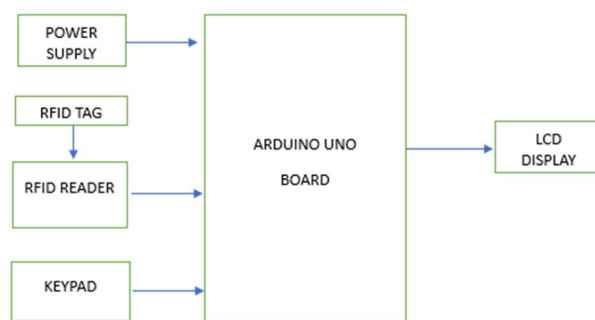 POWER
SUPPLY
RFID TAG
RFID READER
KEYPAD
ARDUINO UNO
BOARD
LCD
DISPLAY